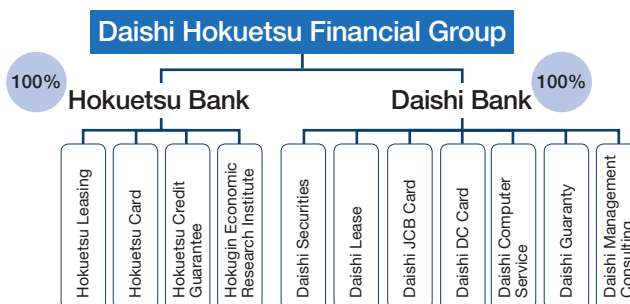 Daishi Hokuetsu Financial Group
100%
Hokuetsu Bank
Daishi Bank
100%
Hokuetsu Leasing
Hokuetsu Card
Hokuetsu Credit
Guarantee
Hokugin Economic
Research Institute
Daishi Securities
Daishi Lease
Daishi JCB Card
Daishi DC Card
Daishi Computer
Service
Daishi Guaranty
Daishi Management
Consulting